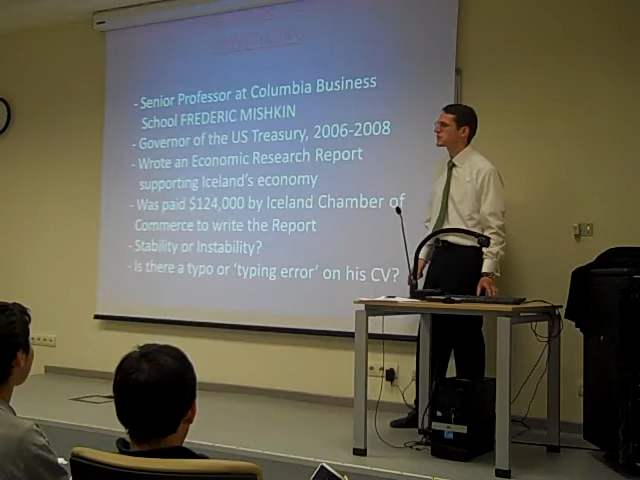 - Senior Professor at Columbia Business
School FREDERIC MISHKIN
- Governor of the US Treasury, 2006-2008
- Wrote an Economic Research Report
supporting Iceland's economy
- Was paid $124,000 by Iceland Chamber of
Commerce to write the Report
- Stability or Instability?
- Is there a typo or 'typing error' on his CV?